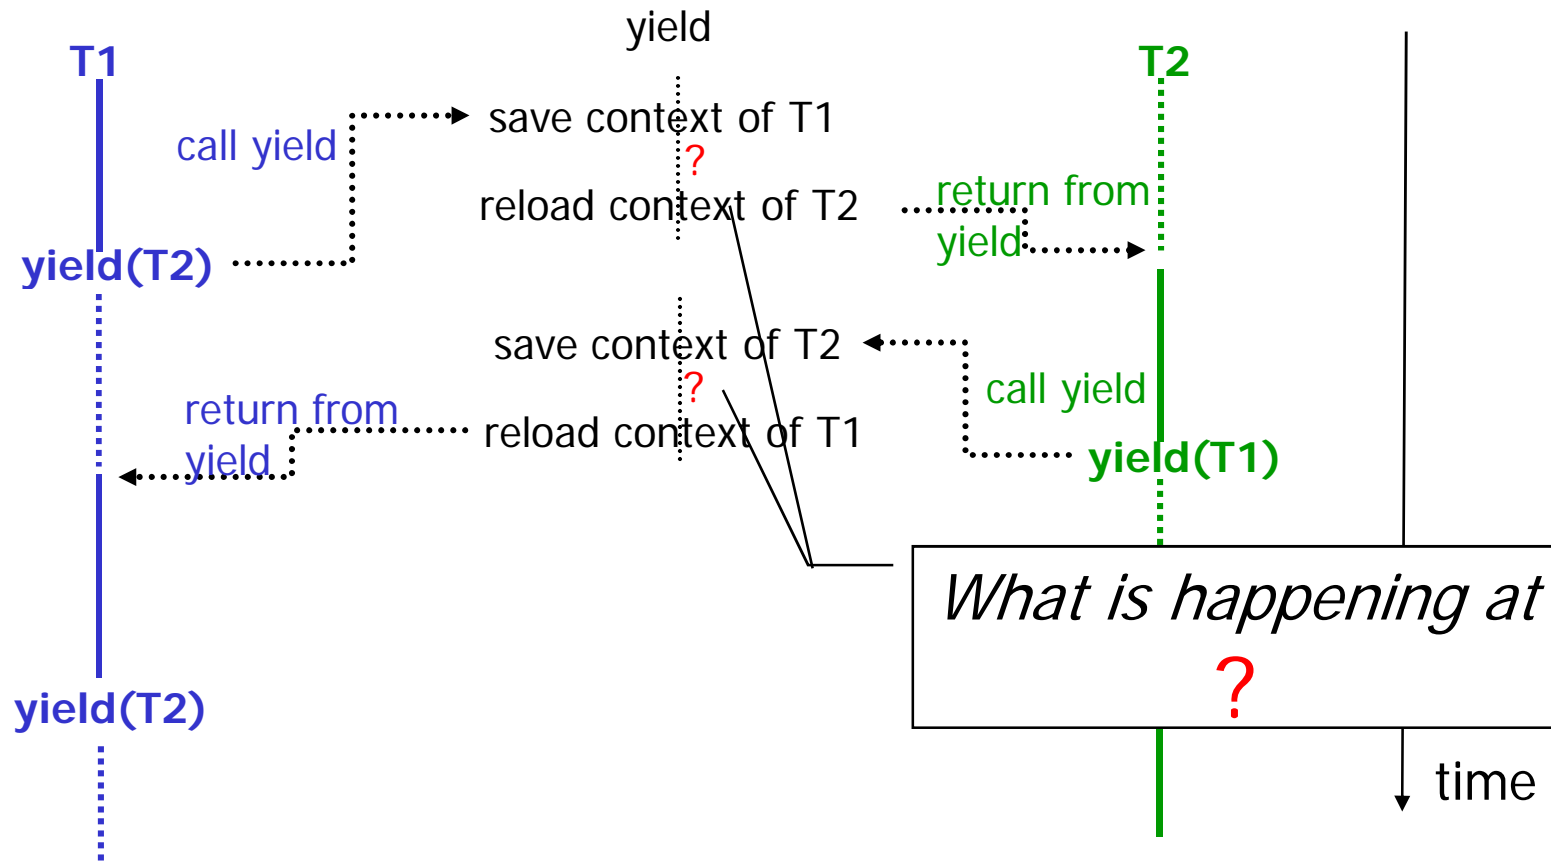 yield
T1
T2
save context of T1
call yield
?
reload context of T2
return from
yield
yield(T2)
save context of T2
?
call yield
return from
yield
reload context of T1
yield(T1)
What is happening at
?
yield(T2)
time